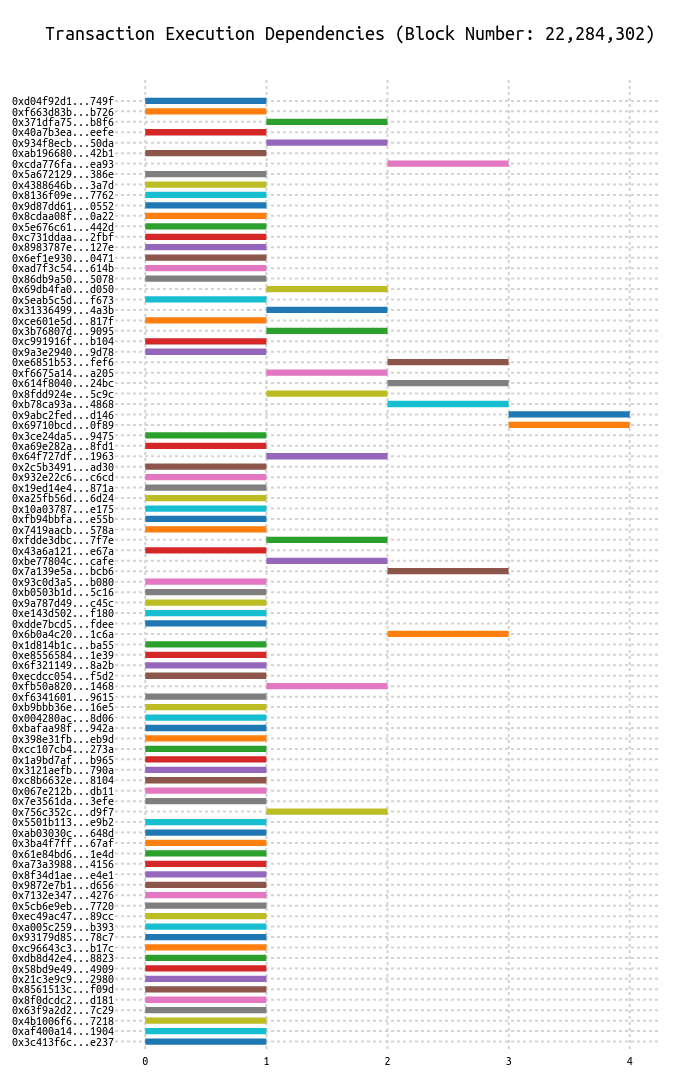 Transaction Execution Dependencies (Block Number: 22,284,302)
0xd04f92d1...749f
0xf663d83b...b726
0x371dfa75...b8f6
0x40a7b3ea...eefe
0x934f8ecb...50da
0xab196680...42b1
0xcda776fa...ea93
0x5a672129...386e
0x4388646b...3a7d
0x8136f09e...7762
0x9d87dd61...0552
0x8cdaa08f...0a22
0x5e676c61...442d
0xc731ddaa...2fbf
0x8983787e...127e
0x6ef1e930...0471
0xad7f3c54...614b
0x86db9a50...5078
0x69db4fa0...d050
0x5eab5c5d...f673
0x31336499...4a3b
0xce601e5d...817f
0x3b76807d...9095
0xc991916f...b104
0x9a3e2940...9d78
0xe6851b53...fef6
0xf6675a14...a205
0x614f8040...24bc
0x8fdd924e...5c9c
0xb78ca93a...4868
0x9abc2fed...d146
0x69710bcd...0f89
0x3ce24da5...9475
0xa69e282a...8fd1
0x64f727df...1963
0x2c5b3491...ad30
0x932e22c6...c6cd
0x19ed14e4...871a
0xa25fb56d...6d24
0x10a03787...e175
0xfb94bbfa...e55b
0x7419aacb...578a
0xfdde3dbc...7f7e
0x43a6a121...e67a
0xbe77804c...cafe
0x7a139e5a...bcb6
0x93c0d3a5...b080
0xb0503b1d...5c16
0x9a787d49...c45c
0xe143d502...f180
0xdde7bcd5...fdee
0x6b0a4c20...1c6a
0x1d814b1c...ba55
0xe8556584...1e39
0x6f321149...8a2b
0xecdcc054...f5d2
0xfb50a820...1468
0xf6341601...9615
0xb9bbb36e...16e5
0x004280ac...8d06
0xbafaa98f...942a
0x398e31fb...eb9d
0xcc107cb4...273a
0x1a9bd7af...b965
0x3121aefb...790a
0xc8b6632e...8104
0x067e212b...db11
0x7e3561da...3efe
0x756c352c...d9f7
0x5501b113...e9b2
0xab03030c...648d
0x3ba4f7ff...67af
0x61e84bd6...1e4d
0xa73a3988...4156
0x8f34d1ae...e4e1
0x9872e7b1...d656
0x7132e347...4276
0x5cb6e9eb...7720
0xec49ac47...89cc
0xa005c259...b393
0x93179d85...78c7
0xc96643c3...b17c
0xdb8d42e4...8823
0x58bd9e49...4909
0x21c3e9c9...2980
0x8561513c...f09d
0x8f0dcdc2...d181
0x63f9a2d2...7c29
0x4b1006f6...7218
0xaf400a14...1904
0x3c413f6c...e237
0 1 2 3 4